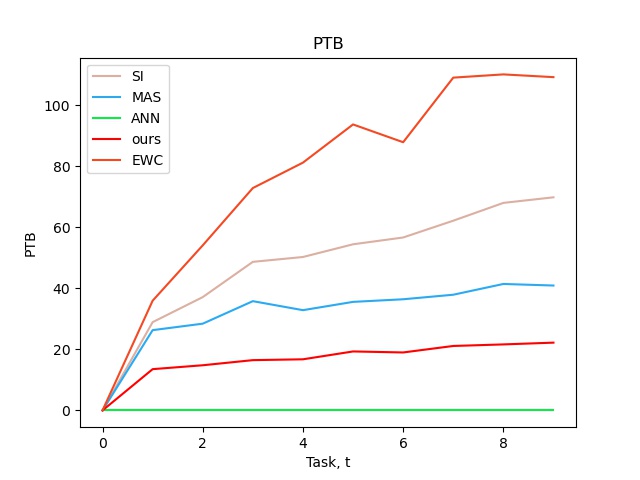 PTB
SI
MAS
ANN
ours
EWC
PTB
100
80
60
40
20
0
0 2 4 6 8
Task, t